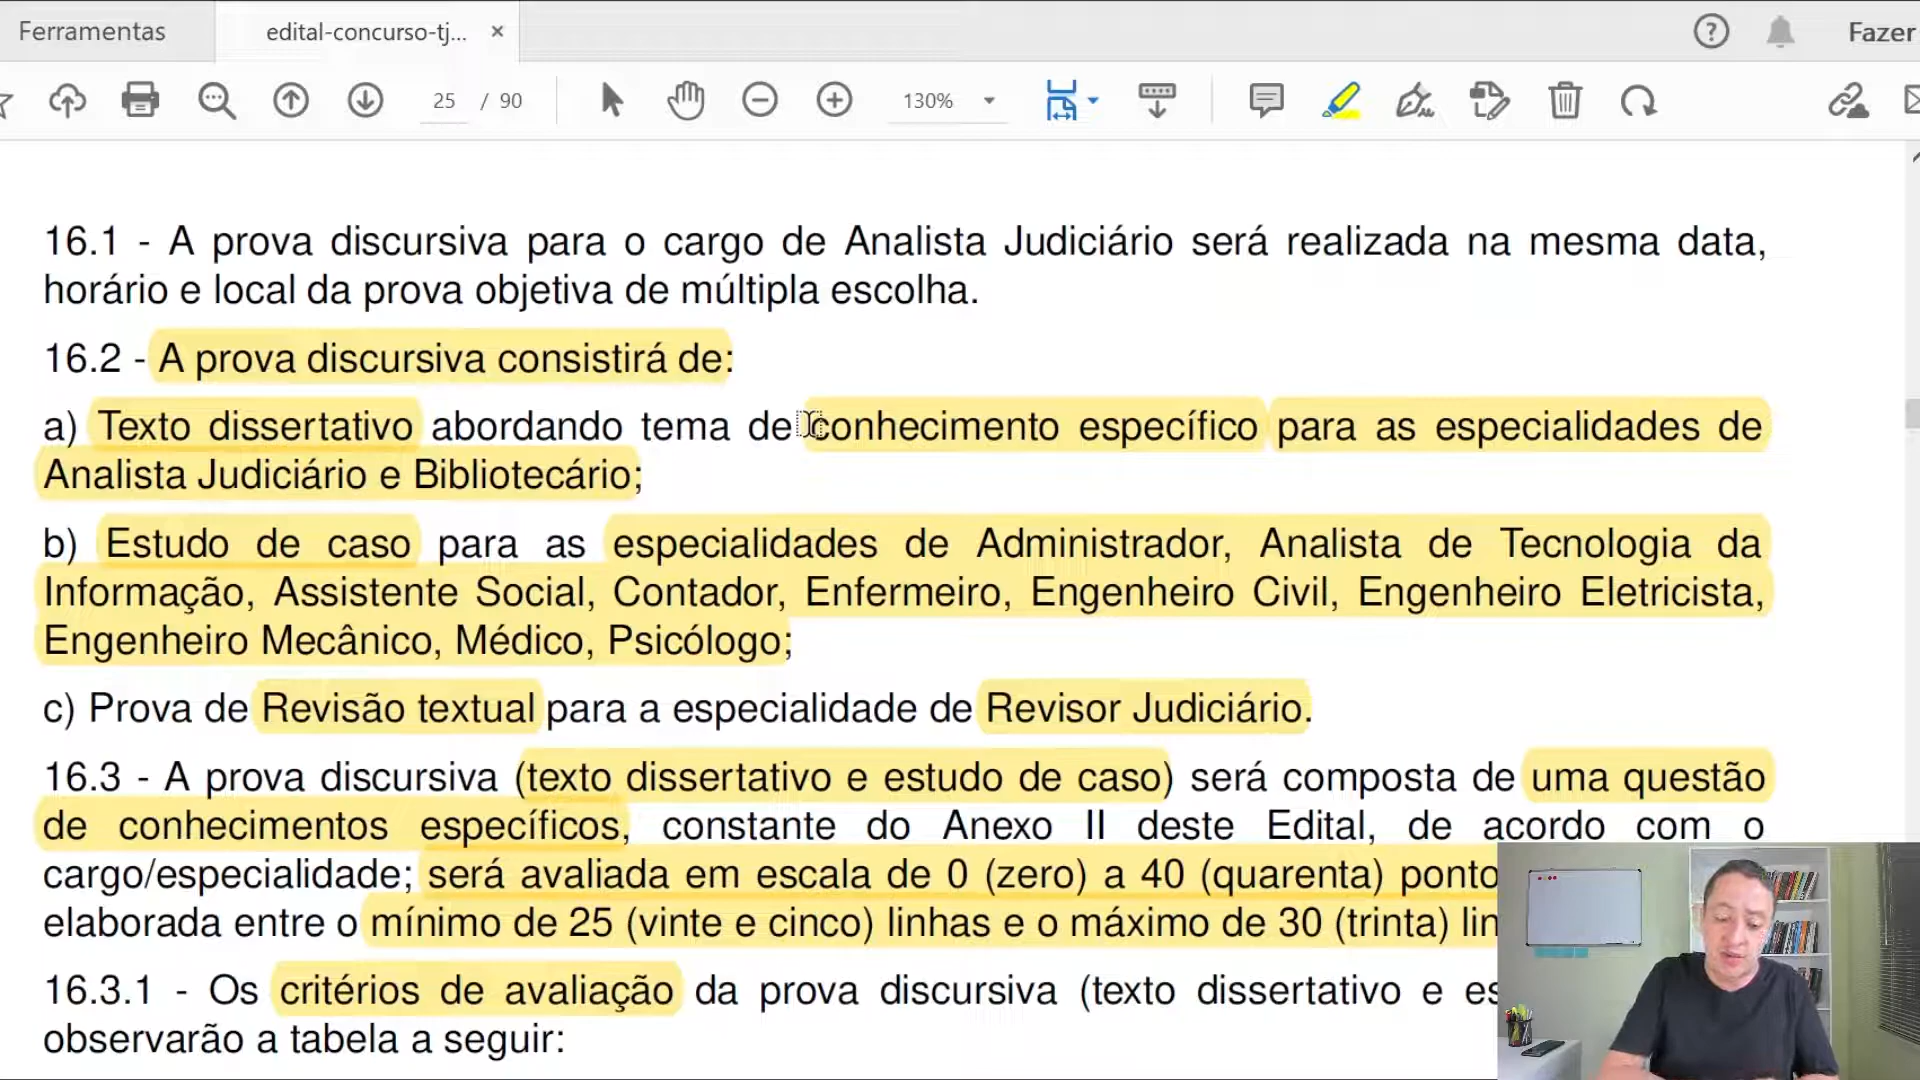 Ferramentas
edital-concurso-tj...
Fazer
25 / 90
130%
16.1 - A prova discursiva para o cargo de Analista Judiciário será realizada na mesma data,
horário e local da prova objetiva de múltipla escolha.
16.2 - A prova discursiva consistirá de:
a) Texto dissertativo abordando tema de conhecimento específico para as especialidades de
Analista Judiciário e Bibliotecário;
b) Estudo de caso para as especialidades de Administrador, Analista de Tecnologia da
Informação, Assistente Social, Contador, Enfermeiro, Engenheiro Civil, Engenheiro Eletricista,
Engenheiro Mecânico, Médico, Psicólogo;
c) Prova de Revisão textual para a especialidade de Revisor Judiciário.
16.3 - A prova discursiva (texto dissertativo e estudo de caso) será composta de uma questão
de conhecimentos específicos, constante do Anexo II deste Edital, de acordo com o
cargo/especialidade; será avaliada em escala de 0 (zero) a 40 (quarenta) ponto
elaborada entre o mínimo de 25 (vinte e cinco) linhas e o máximo de 30 (trinta) lin
16.3.1 - Os critérios de avaliação da prova discursiva (texto dissertativo e es
observarão a tabela a seguir: